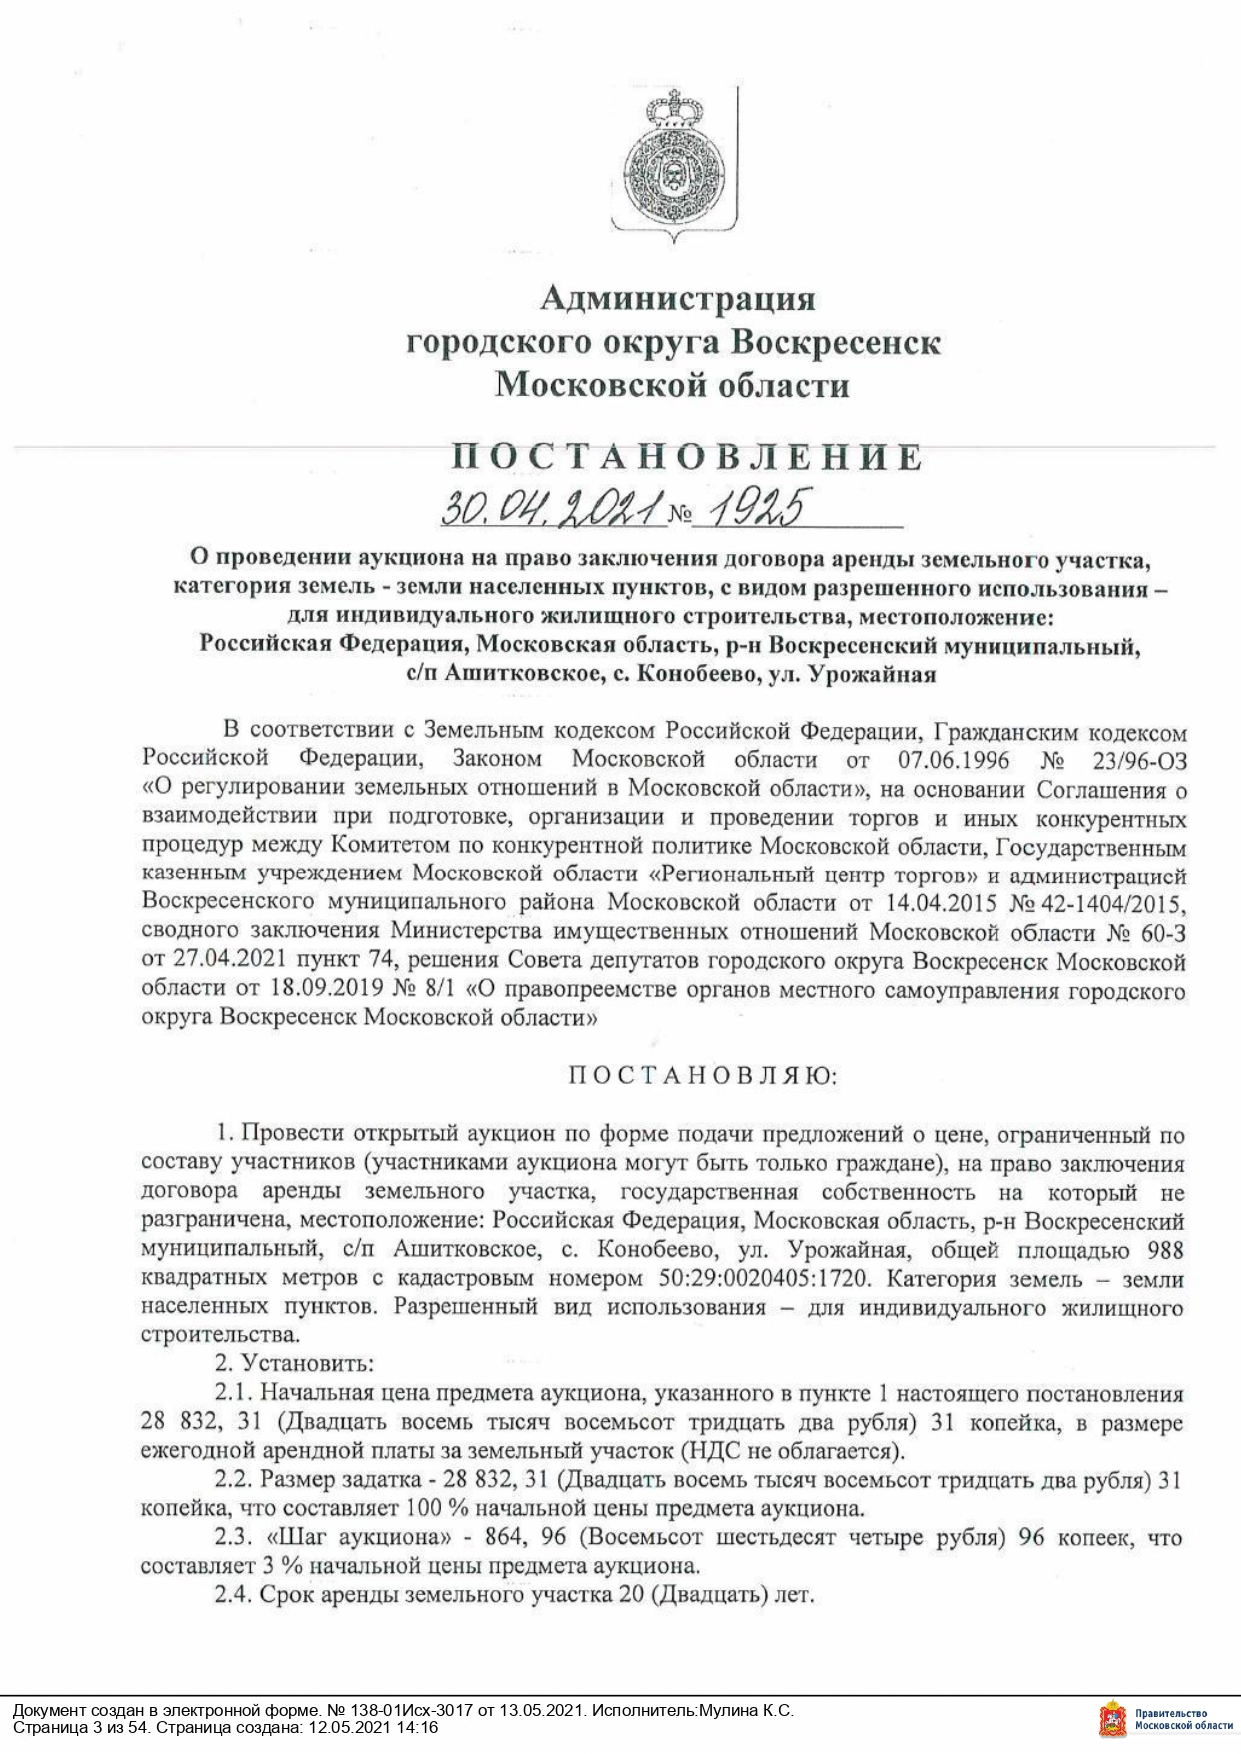 Администрация
городского округа Воскресенск
Московской области
ПОСТАНОВЛЕНИЕ
30.04.2021 № 1925
О проведении аукциона на право заключения договора аренды земельного участка,
категория земель - земли населенных пунктов, с видом разрешенного использования –
для индивидуального жилищного строительства, местоположение:
Российская Федерация, Московская область, р-н Воскресенский муниципальный,
с/п Ашитковское, с. Конобеево, ул. Урожайная
В соответствии с Земельным кодексом Российской Федерации, Гражданским кодексом
Российской Федерации, Законом Московской области от 07.06.1996 № 23/96-ОЗ
«О регулировании земельных отношений в Московской области», на основании Соглашения о
взаимодействии при подготовке, организации и проведении торгов и иных конкурентных
процедур между Комитетом по конкурентной политике Московской области, Государственным
казенным учреждением Московской области «Региональный центр торгов» и администрацией
Воскресенского муниципального района Московской области от 14.04.2015 № 42-1404/2015,
сводного заключения Министерства имущественных отношений Московской области № 60-З
от 27.04.2021 пункт 74, решения Совета депутатов городского округа Воскресенск Московской
области от 18.09.2019 № 8/1 «О правопреемстве органов местного самоуправления городского
округа Воскресенск Московской области»
ПОСТАНОВЛЯЮ:
1. Провести открытый аукцион по форме подачи предложений о цене, ограниченный по
составу участников (участниками аукциона могут быть только граждане), на право заключения
договора аренды земельного участка, государственная собственность на который не
разграничена, местоположение: Российская Федерация, Московская область, р-н Воскресенский
муниципальный, с/п Ашитковское, с. Конобеево, ул. Урожайная, общей площадью 988
квадратных метров с кадастровым номером 50:29:0020405:1720. Категория земель – земли
населенных пунктов. Разрешенный вид использования – для индивидуального жилищного
строительства.
2. Установить:
2.1. Начальная цена предмета аукциона, указанного в пункте 1 настоящего постановления
28 832, 31 (Двадцать восемь тысяч восемьсот тридцать два рубля) 31 копейка, в размере
ежегодной арендной платы за земельный участок (НДС не облагается).
2.2. Размер задатка - 28 832, 31 (Двадцать восемь тысяч восемьсот тридцать два рубля) 31
копейка, что составляет 100 % начальной цены предмета аукциона.
2.3. «Шаг аукциона» - 864, 96 (Восемьсот шестьдесят четыре рубля) 96 копеек, что
составляет 3 % начальной цены предмета аукциона.
2.4. Срок аренды земельного участка 20 (Двадцать) лет.
Документ создан в электронной форме. № 138-01Исх-3017 от 13.05.2021. Исполнитель:Мулина К.С.
Страница 3 из 54. Страница создана: 12.05.2021 14:16
Правительство
Московской области